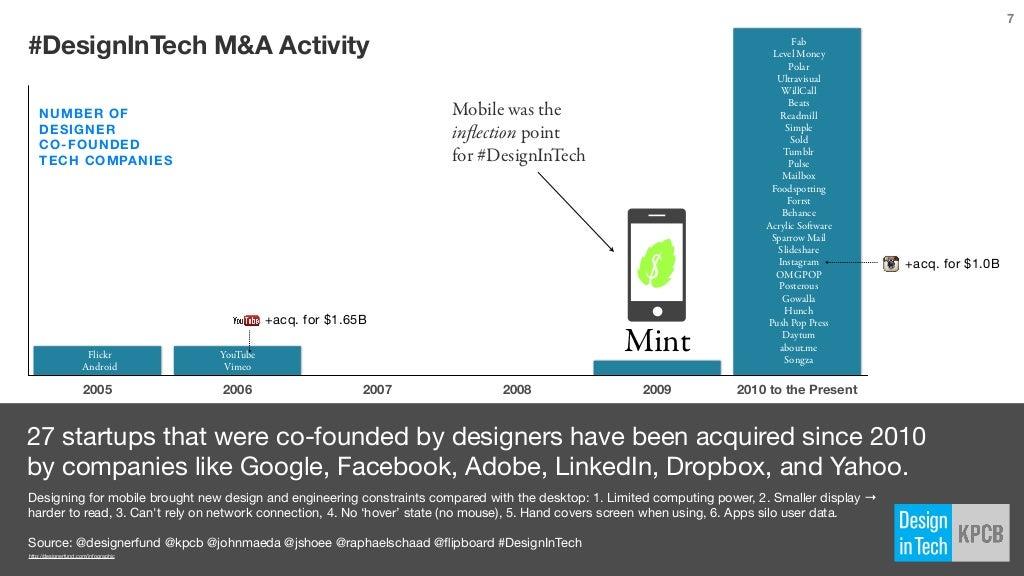 7
#DesignInTech M&A Activity
NUMBER OF
DESIGNER
CO-FOUNDED
TECH COMPANIES
Mobile was the
inflection point
for #DesignInTech
Fab
Level Money
Polar
Ultravisual
WillCall
Beats
Readmill
Simple
Sold
Tumblr
Pulse
Mailbox
Foodspotting
Forrst
Behance
Acrylic Software
Sparrow Mail
Slideshare
Instagram
OMGPOP
Posterous
Gowalla
Hunch
Push Pop Press
Daytum
about.me
Songza
+acq. for $1.0B
$
Mint
YouTube +acq. for $1.65B
Flickr
Android
YouTube
Vimeo
2005 2006 2007 2008 2009 2010 to the Present
27 startups that were co-founded by designers have been acquired since 2010
by companies like Google, Facebook, Adobe, LinkedIn, Dropbox, and Yahoo.
Designing for mobile brought new design and engineering constraints compared with the desktop: 1. Limited computing power, 2. Smaller display →
harder to read, 3. Can't rely on network connection, 4. No ‘hover’ state (no mouse), 5. Hand covers screen when using, 6. Apps silo user data.
Source: @designerfund @kpcb @johnmaeda @jshoee @raphaelschaad @flipboard #DesignInTech
http://designerfund.com/infographic
Design
in Tech
KPCB